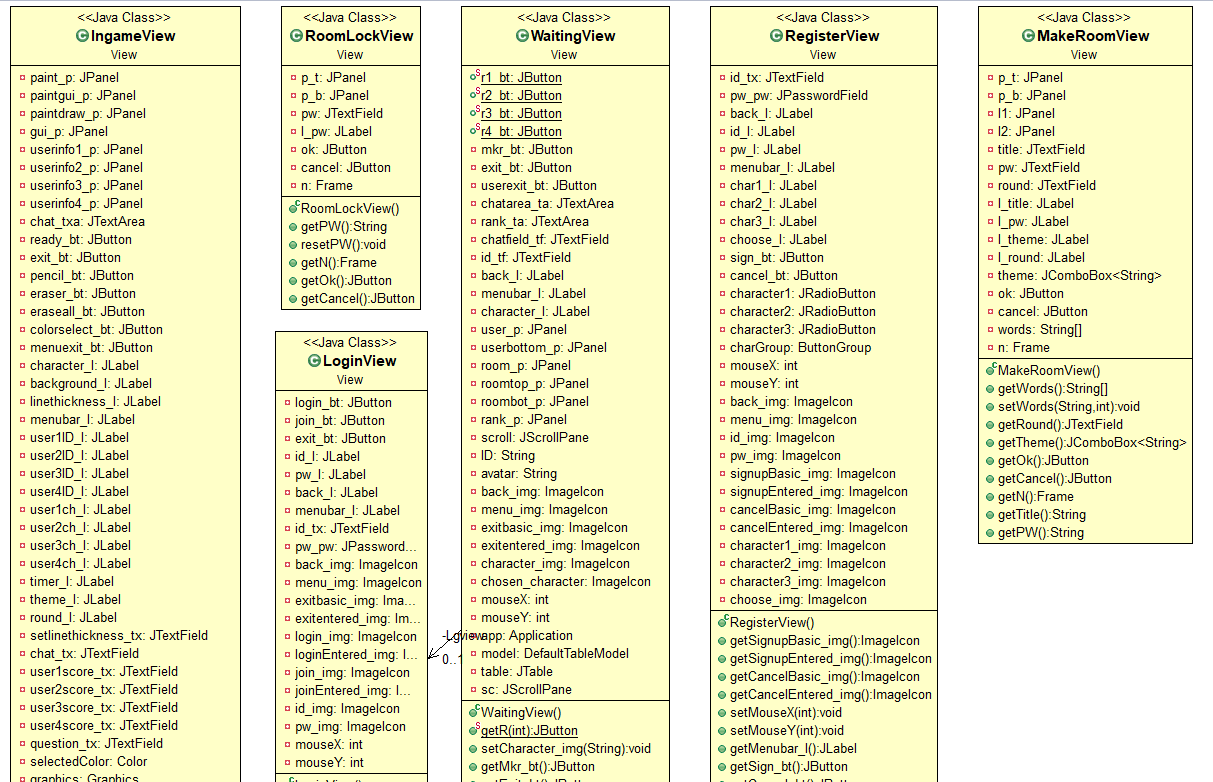 <<Java Class>>
IngameView
View
paint_p: JPanel
paintgui_p: JPanel
paintdraw_p: JPanel
gui_p: JPanel
userinfo1_p: JPanel
userinfo2_p: JPanel
userinfo3_p: JPanel
userinfo4_p: JPanel
chat_txa: JTextArea
ready_bt: JButton
exit_bt: JButton
pencil_bt: JButton
eraser_bt: JButton
eraseall_bt: JButton
colorselect_bt: JButton
menuexit_bt: JButton
character_l: JLabel
background_l: JLabel
linethickness_l: JLabel
menubar_l: JLabel
user1ID_l: JLabel
user2ID_l: JLabel
user3ID_l: JLabel
user4ID_l: JLabel
user1ch_l: JLabel
user2ch_l: JLabel
user3ch_l: JLabel
user4ch_l: JLabel
timer_l: JLabel
theme_l: JLabel
round_l: JLabel
setlinethickness_tx: JTextField
chat_tx: JTextField
user1score_tx: JTextField
user2score_tx: JTextField
user3score_tx: JTextField
user4score_tx: JTextField
question_tx: JTextField
selectedColor: Color
graphics: Graphics
<<Java Class>>
RoomLockView
View
p_t: JPanel
p_b: JPanel
pw: JTextField
l_pw: JLabel
ok: JButton
cancel: JButton
n: Frame
RoomLockView()
getPW():String
resetPW():void
getN():Frame
getOk():JButton
getCancel():JButton
<<Java Class>>
LoginView
View
login_bt: JButton
join_bt: JButton
exit_bt: JButton
id_l: JLabel
pw_l: JLabel
back_l: JLabel
menubar_l: JLabel
id_tx: JTextField
pw_pw: JPassword...
back_img: ImageIcon
menu_img: ImageIcon
exitbasic_img: Ima...
exitentered_img: Im...
login_img: ImageIcon
loginEntered_img: I...
join_img: ImageIcon
joinEntered_img: I...
id_img: ImageIcon
pw_img: ImageIcon
mouseX: int
mouseY: int
-Lgview
0..1
<<Java Class>>
WaitingView
View
r1_bt: JButton
r2_bt: JButton
r3_bt: JButton
r4_bt: JButton
mkr_bt: JButton
exit_bt: JButton
userexit_bt: JButton
chatarea_ta: JTextArea
rank_ta: JTextArea
chatfield_tf: JTextField
id_tf: JTextField
back_l: JLabel
menubar_l: JLabel
character_l: JLabel
user_p: JPanel
userbottom_p: JPanel
room_p: JPanel
roomtop_p: JPanel
roombot_p: JPanel
rank_p: JPanel
scroll: JScrollPane
ID: String
avatar: String
back_img: ImageIcon
menu_img: ImageIcon
exitbasic_img: ImageIcon
exitentered_img: ImageIcon
character_img: ImageIcon
chosen_character: ImageIcon
mouseX: int
mouseY: int
app: Application
model: DefaultTableModel
table: JTable
sc: JScrollPane
WaitingView()
getR(int):JButton
setCharacter_img(String):void
getMkr_bt():JButton
<<Java Class>>
RegisterView
View
id_tx: JTextField
pw_pw: JPasswordField
back_l: JLabel
id_l: JLabel
pw_l: JLabel
menubar_l: JLabel
char1_l: JLabel
char2_l: JLabel
char3_l: JLabel
choose_l: JLabel
sign_bt: JButton
cancel_bt: JButton
character1: JRadioButton
character2: JRadioButton
character3: JRadioButton
charGroup: ButtonGroup
mouseX: int
mouseY: int
back_img: ImageIcon
menu_img: ImageIcon
id_img: ImageIcon
pw_img: ImageIcon
signupBasic_img: ImageIcon
signupEntered_img: ImageIcon
cancelBasic_img: ImageIcon
cancelEntered_img: ImageIcon
character1_img: ImageIcon
character2_img: ImageIcon
character3_img: ImageIcon
choose_img: ImageIcon
RegisterView()
getSignupBasic_img():ImageIcon
getSignupEntered_img():ImageIcon
getCancelBasic_img():ImageIcon
getCancelEntered_img():ImageIcon
setMouseX(int):void
setMouseY(int):void
getMenubar_l():JLabel
getSign_bt():JButton
<<Java Class>>
MakeRoomView
View
p_t: JPanel
p_b: JPanel
l1: JPanel
l2: JPanel
title: JTextField
pw: JTextField
round: JTextField
l_title: JLabel
l_pw: JLabel
l_theme: JLabel
l_round: JLabel
theme: JComboBox<String>
ok: JButton
cancel: JButton
words: String[]
n: Frame
MakeRoomView()
getWords():String[]
setWords(String,int):void
getRound():JTextField
getTheme():JComboBox<String>
getOk():JButton
getCancel():JButton
getN():Frame
getTitle():String
getPW():String